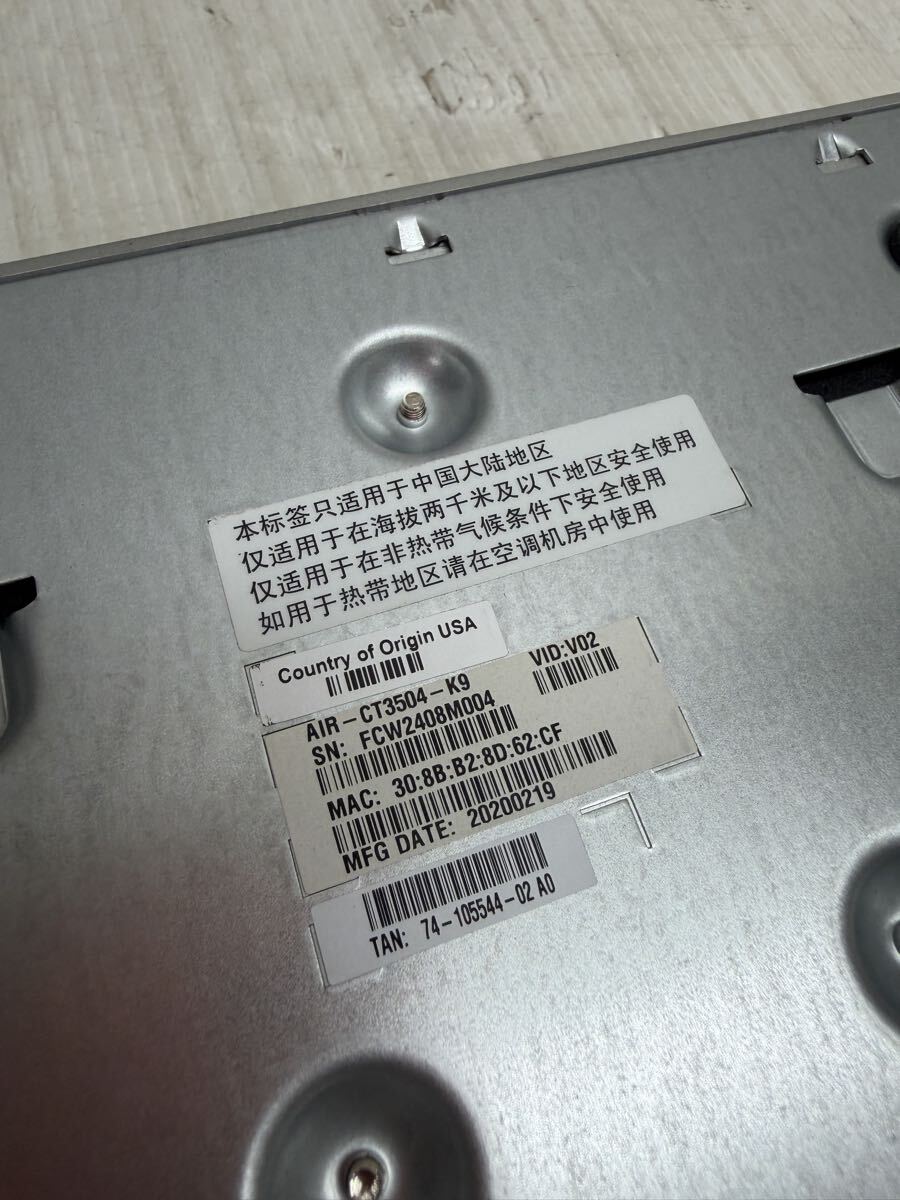 本标签只适用于中国大陆地区
仅适用于在海拔两千米及以下地区安全使用
仅适用于在非热带气候条件下安全使用
如用于热带地区请在空调机房中使用
Country of Origin USA
AIR-CT3504-K9 VID:V02
SN: FCW2408M004
MAC: 30:8B:B2:8D:62:CF
MFG DATE: 20200219
TAN: 74-105544-02 A0